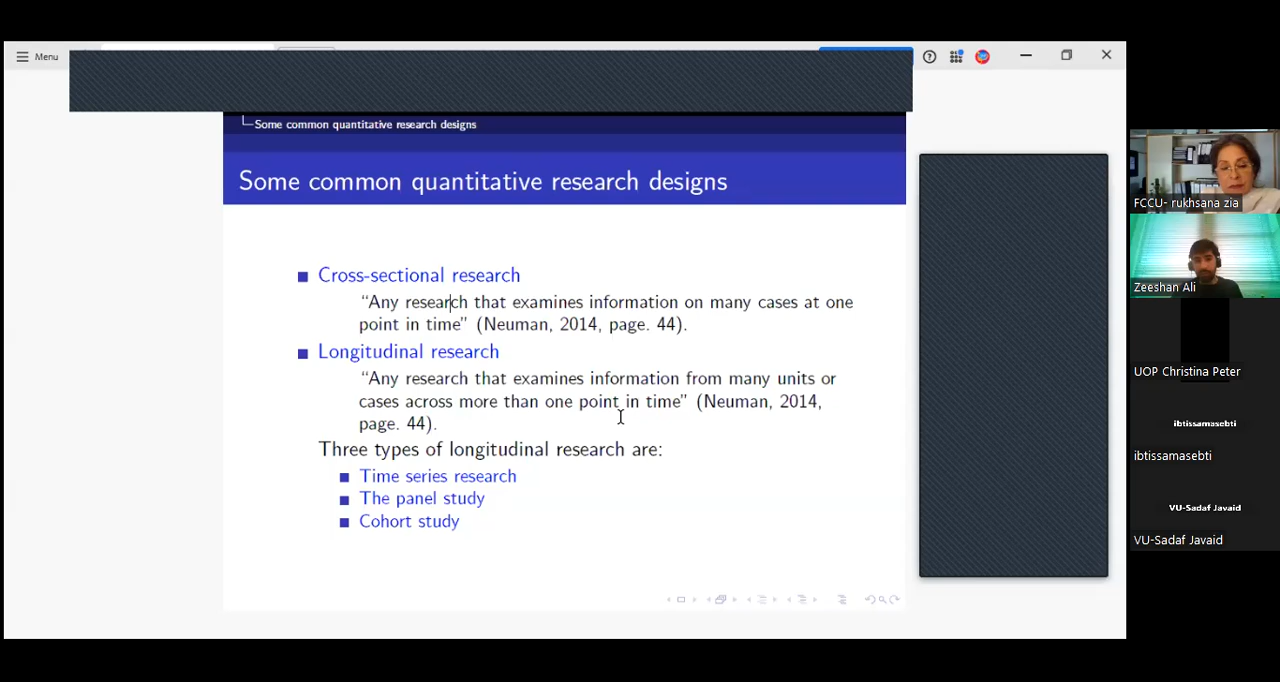 Menu
Some common quantitative research designs
Some common quantitative research designs
Cross-sectional research
“Any research that examines information on many cases at one
point in time” (Neuman, 2014, page. 44).
Longitudinal research
“Any research that examines information from many units or
cases across more than one point in time” (Neuman, 2014,
page. 44).
Three types of longitudinal research are:
Time series research
The panel study
Cohort study
FCCU- rukhsana zia
Zeeshan Ali
UOP Christina Peter
ibtissamasebti
ibtissamasebti
VU-Sadaf Javaid
VU-Sadaf Javaid